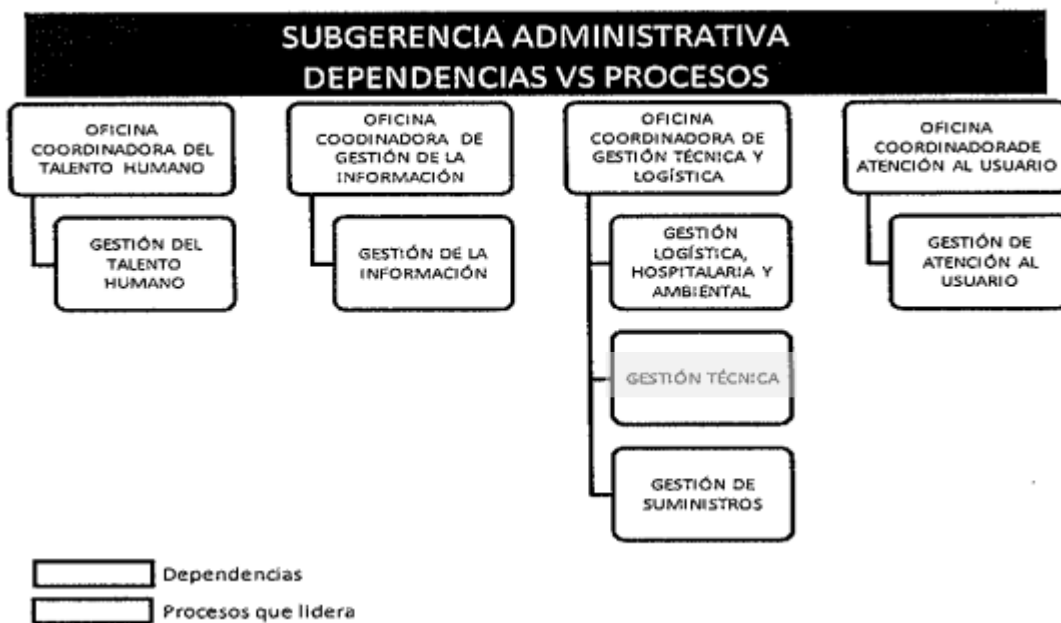 SUBGERENCIA ADMINISTRATIVA
DEPENDENCIAS VS PROCESOS
OFICINA
COORDINADORA DEL
TALENTO HUMANO
GESTIÓN DEL
TALENTO
HUMANO
OFICINA
COODINADORA DE
GESTIÓN DE LA
INFORMACIÓN
GESTIÓN DE LA
INFORMACIÓN
OFICINA
COORDINADORA DE
GESTIÓN TÉCNICA Y
LOGÍSTICA
GESTIÓN
LOGÍSTICA,
HOSPITALARIA Y
AMBIENTAL
GESTIÓN TÉCNICA
GESTIÓN DE
SUMINISTROS
OFICINA
COORDINADORADE
ATENCIÓN AL USUARIO
GESTIÓN DE
ATENCIÓN AL
USUARIO
Dependencias
Procesos que lidera